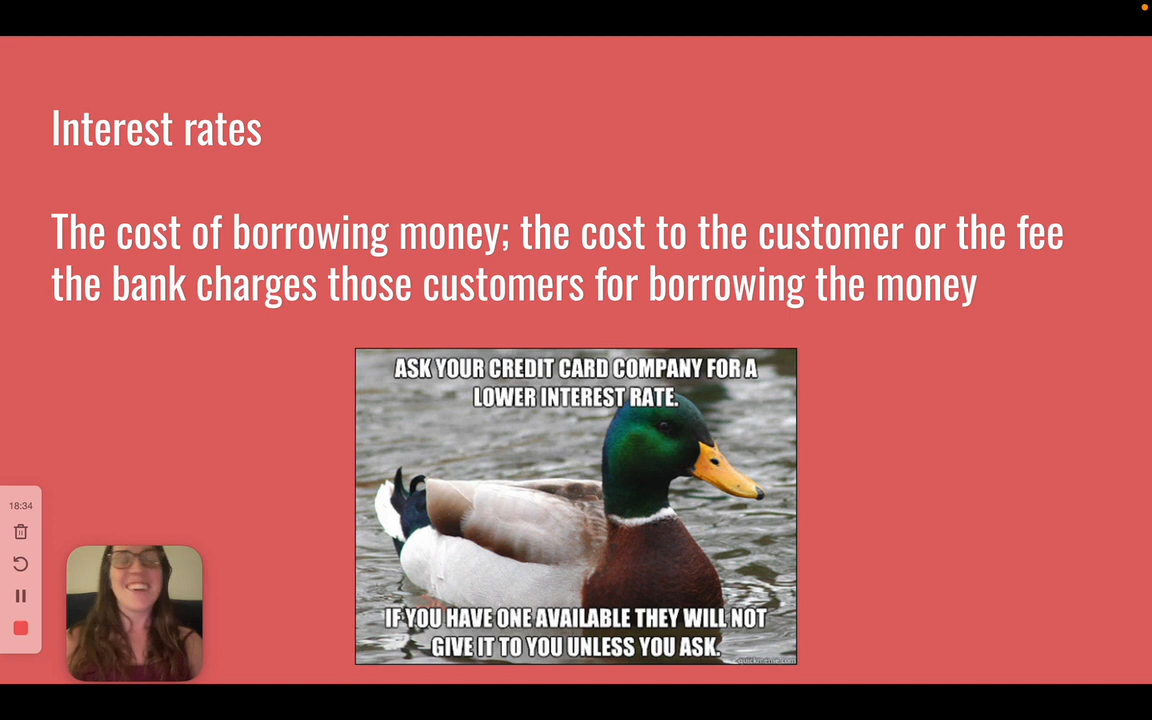 Interest rates
The cost of borrowing money; the cost to the customer or the fee
the bank charges those customers for borrowing the money
ASK YOUR CREDIT CARD COMPANY FOR A
LOWER INTEREST RATE.
IF YOU HAVE ONE AVAILABLE THEY WILL NOT
GIVE IT TO YOU UNLESS YOU ASK.
quickmeme.com
18:34